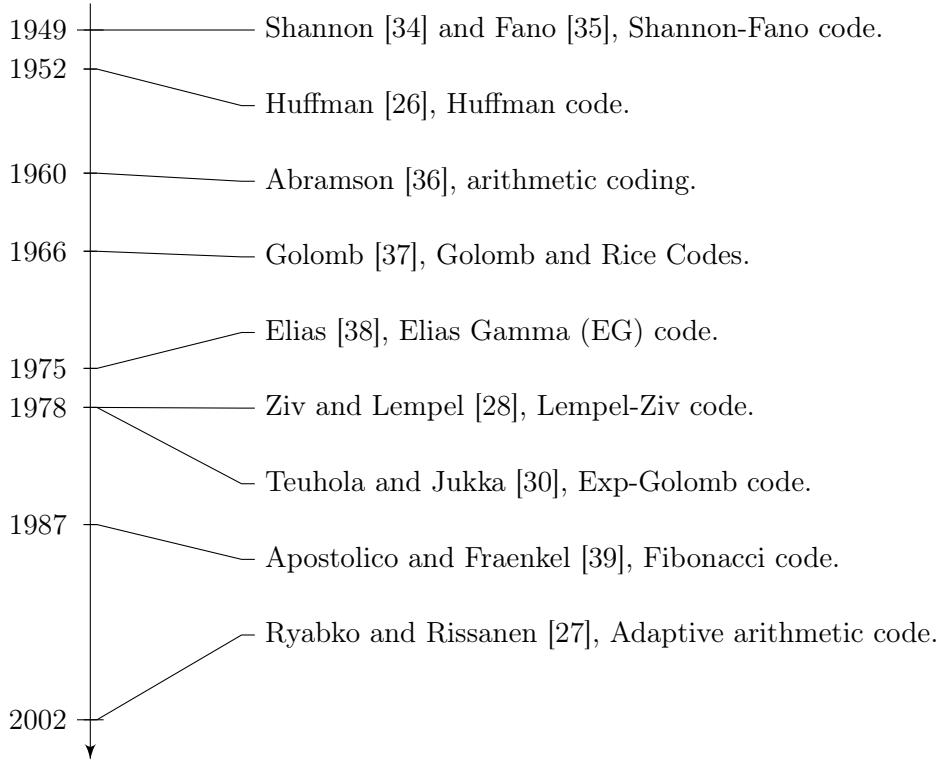 1949 Shannon [34] and Fano [35], Shannon-Fano code.
1952
Huffman [26], Huffman code.
1960 Abramson [36], arithmetic coding.
1966 Golomb [37], Golomb and Rice Codes.
Elias [38], Elias Gamma (EG) code.
1975
1978 Ziv and Lempel [28], Lempel-Ziv code.
Teuhola and Jukka [30], Exp-Golomb code.
1987
Apostolico and Fraenkel [39], Fibonacci code.
Ryabko and Rissanen [27], Adaptive arithmetic code.
2002